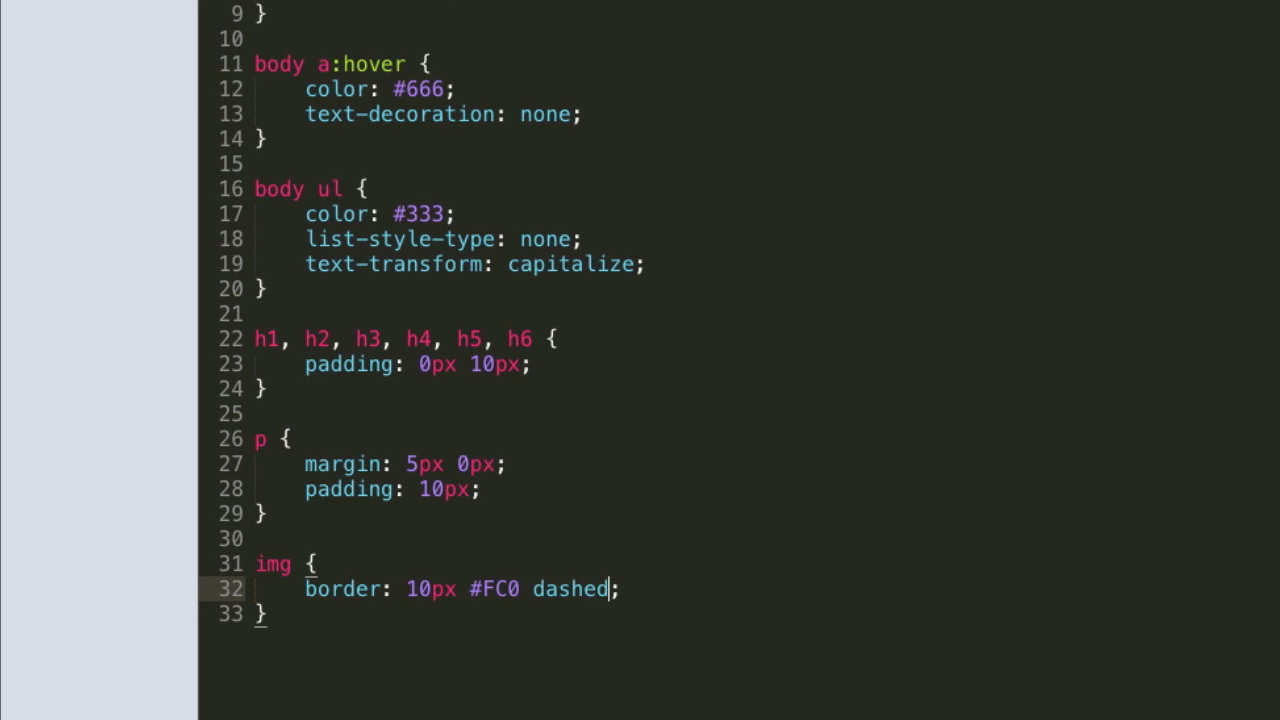 9 }
10
11 body a:hover {
12     color: #666;
13     text-decoration: none;
14 }
15
16 body ul {
17     color: #333;
18     list-style-type: none;
19     text-transform: capitalize;
20 }
21
22 h1, h2, h3, h4, h5, h6 {
23     padding: 0px 10px;
24 }
25
26 p {
27     margin: 5px 0px;
28     padding: 10px;
29 }
30
31 img {
32     border: 10px #FC0 dashed;
33 }